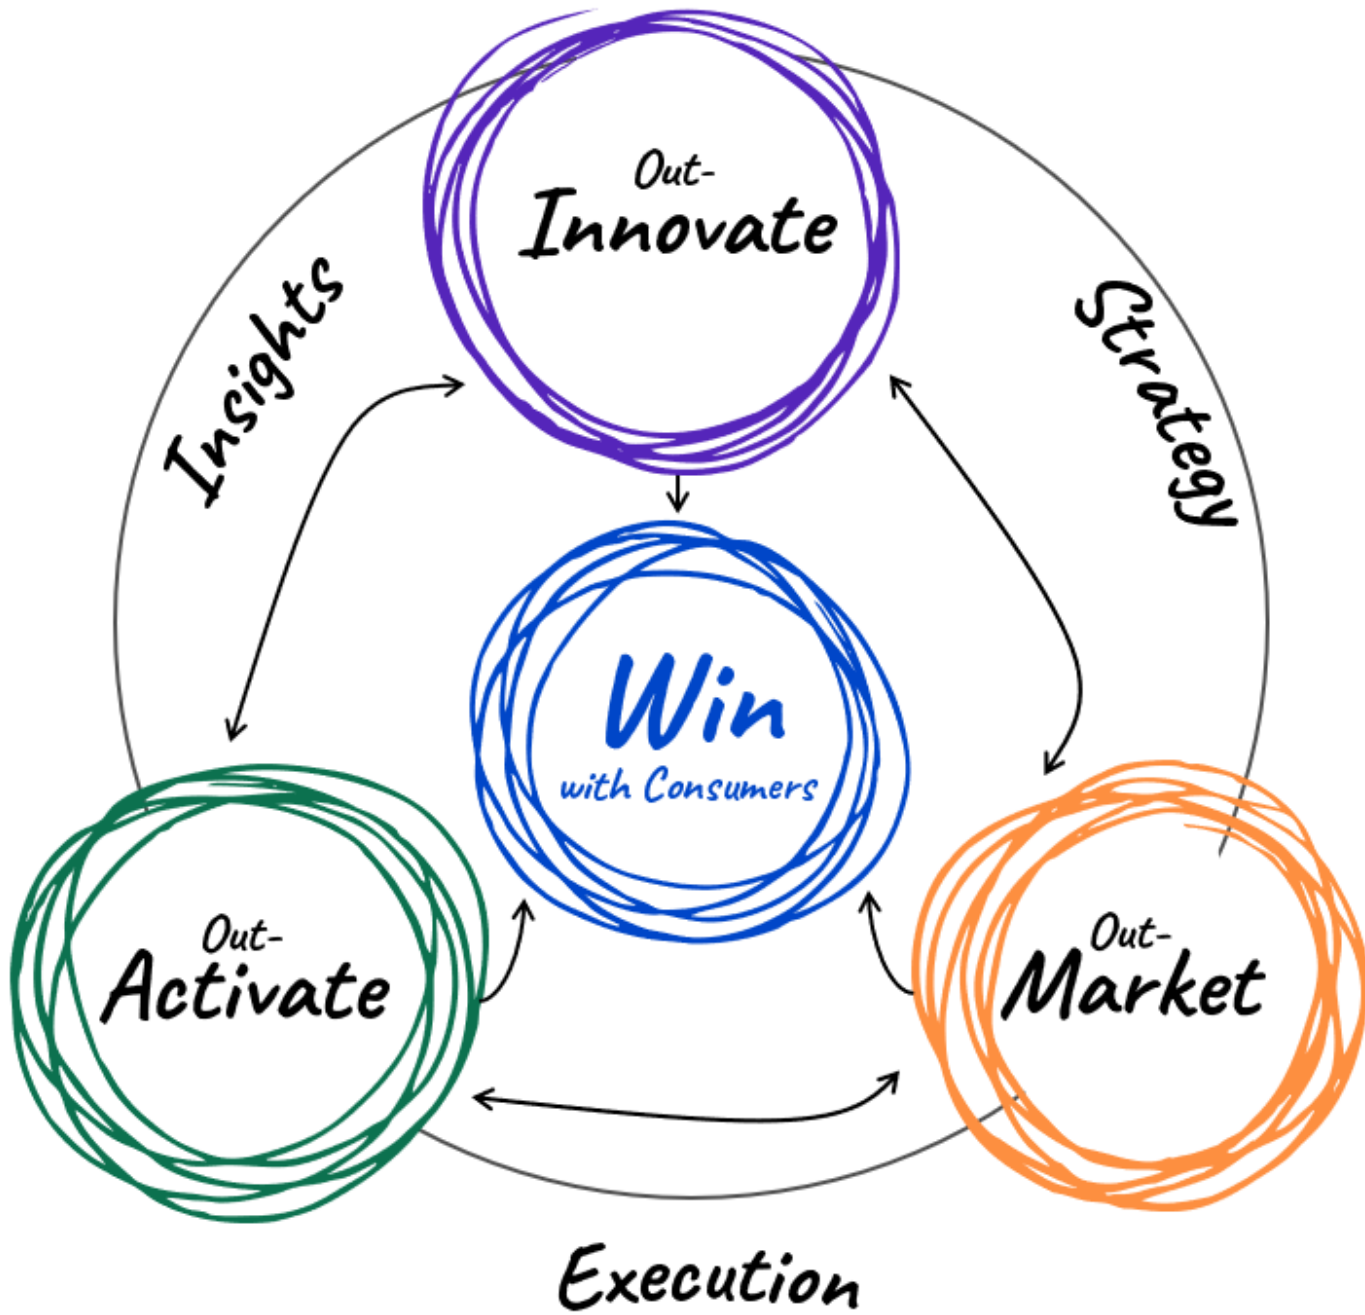 Out-
Innovate
Insights
Strategy
Win
with Consumers
Out-
Activate
Out-
Market
Execution